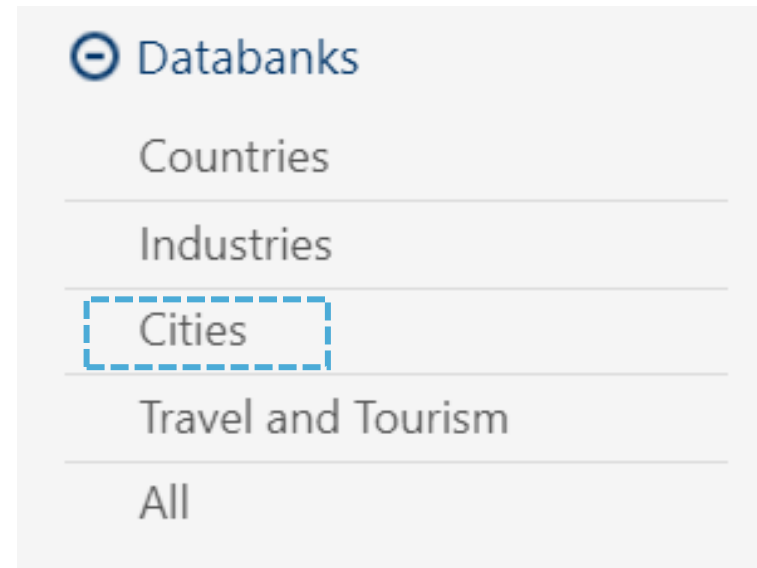 Databanks
Countries
Industries
Cities
Travel and Tourism
All